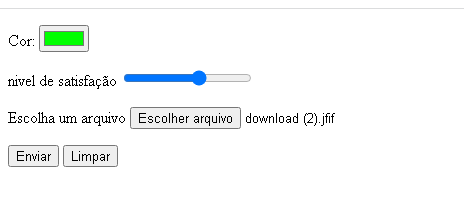 Cor:
nivel de satisfação
Escolha um arquivo Escolher arquivo download (2).jfif
Enviar Limpar